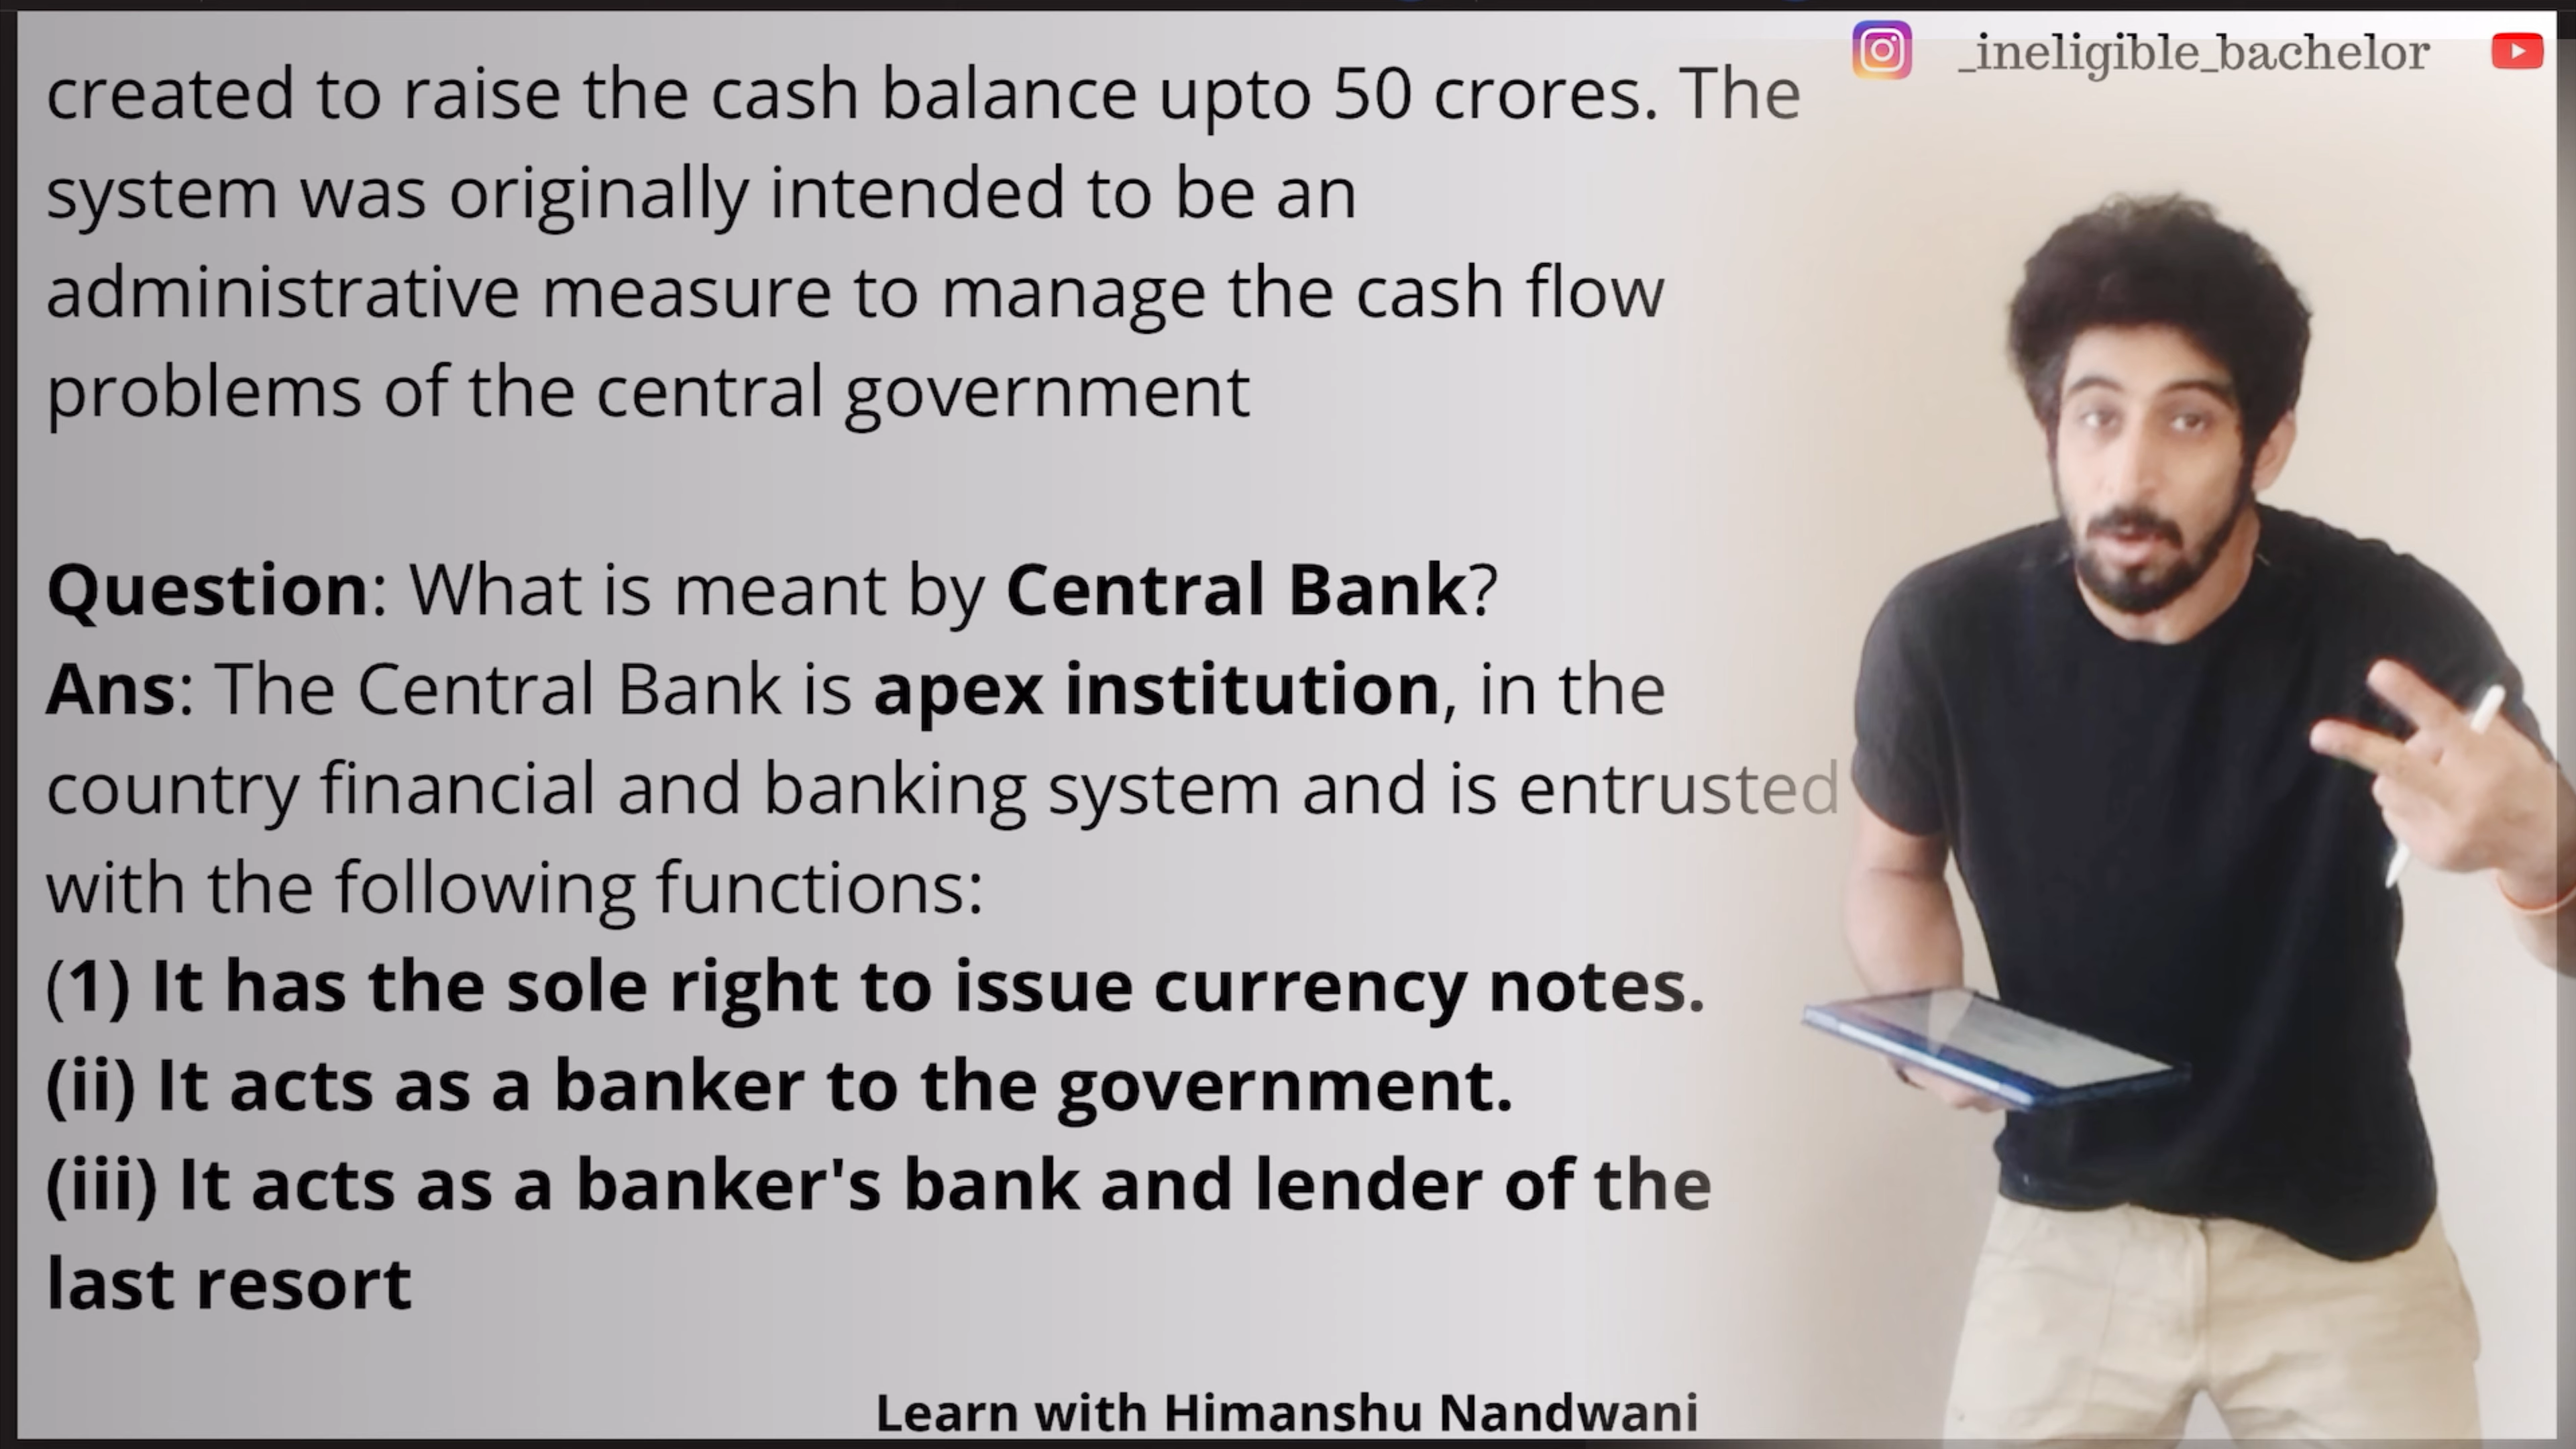 _ineligible_bachelor
created to raise the cash balance upto 50 crores. The
system was originally intended to be an
administrative measure to manage the cash flow
problems of the central government
Question: What is meant by Central Bank?
Ans: The Central Bank is apex institution, in the
country financial and banking system and is entrusted
with the following functions:
(1) It has the sole right to issue currency notes.
(ii) It acts as a banker to the government.
(iii) It acts as a banker's bank and lender of the
last resort
Learn with Himanshu Nandwani